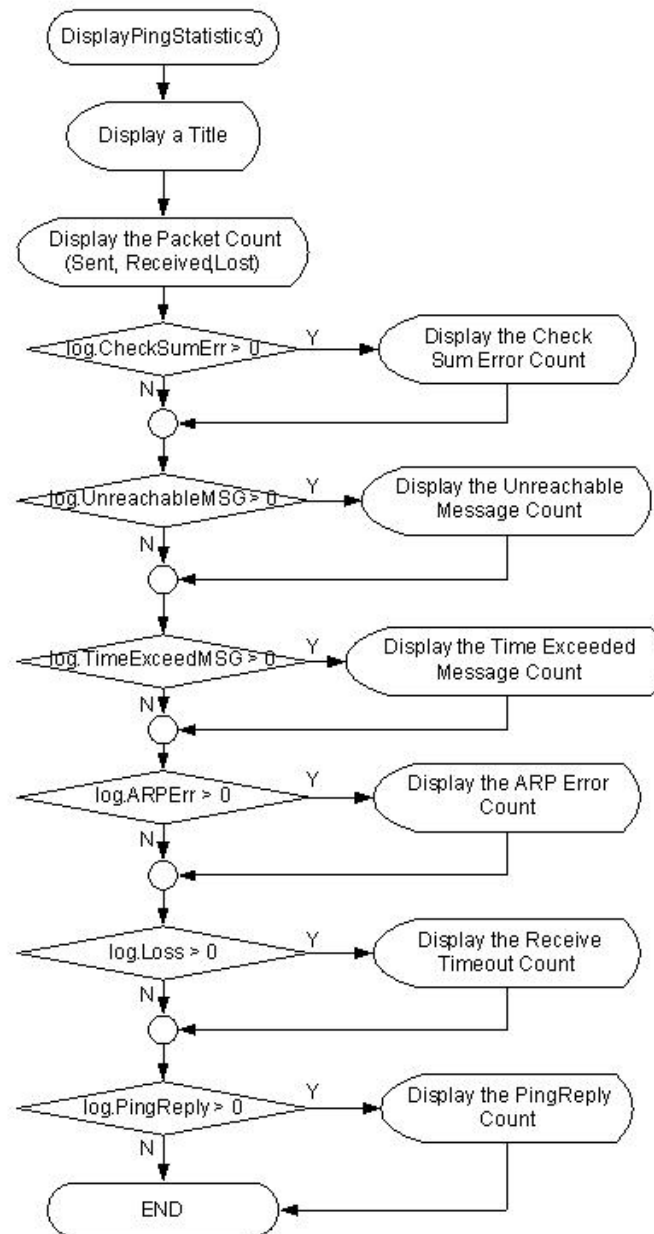 DisplayPingStatistics()
Display a Title
Display the Packet Count
(Sent, Received,Lost)
log.CheckSumErr > 0
Y
Display the Check
Sum Error Count
N
log.UnreachableMSG > 0
Y
Display the Unreachable
Message Count
N
log.TimeExceedMSG > 0
Y
Display the Time Exceeded
Message Count
N
log.ARPErr > 0
Y
Display the ARP Error
Count
N
log.Loss > 0
Y
Display the Receive
Timeout Count
N
log.PingReply > 0
Y
Display the PingReply
Count
N
END